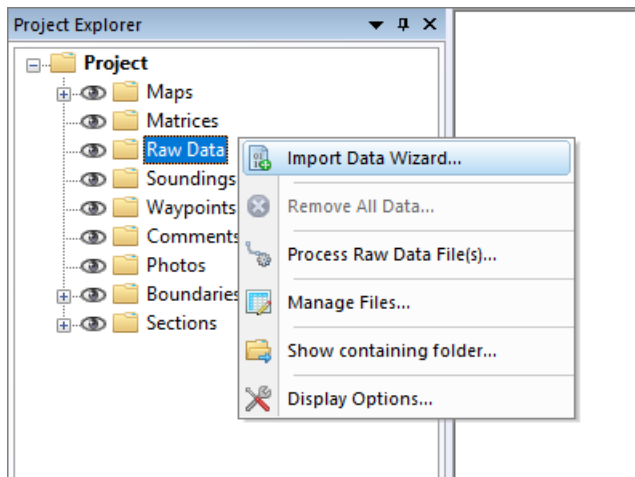 Project Explorer
Project
Maps
Matrices
Raw Data
Soundings
Waypoints
Comments
Photos
Boundaries
Sections
Import Data Wizard...
Remove All Data...
Process Raw Data File(s)...
Manage Files...
Show containing folder...
Display Options...